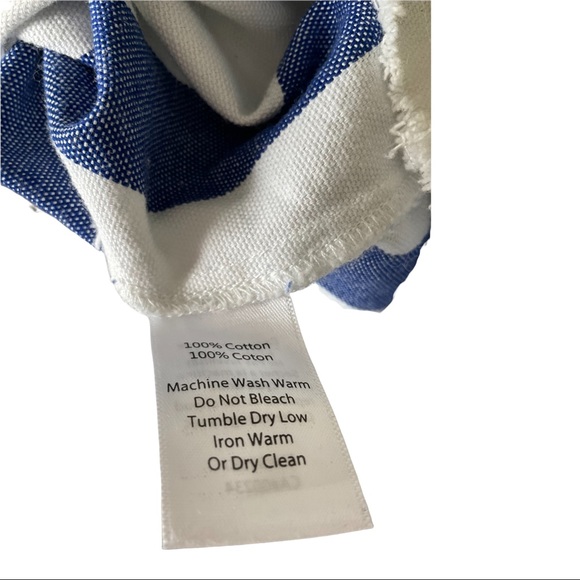 100% Cotton
100% Coton
Machine Wash Warm
Do Not Bleach
Tumble Dry Low
Iron Warm
Or Dry Clean